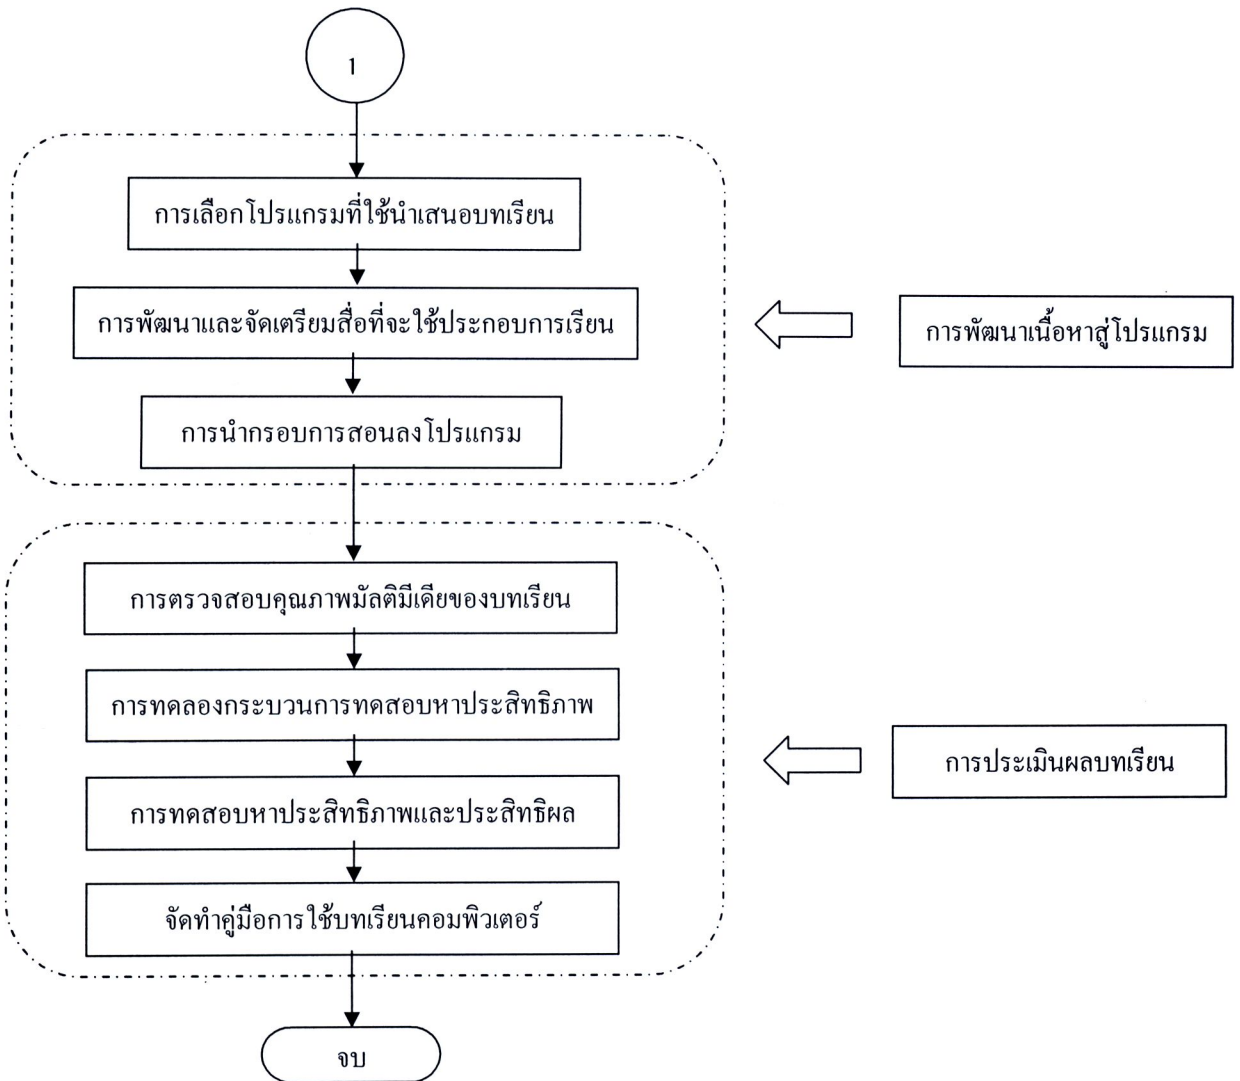 1
การเลือกโปรแกรมที่ใช้นำเสนอบทเรียน
การพัฒนาและจัดเตรียมสื่อที่จะใช้ประกอบการเรียน
การพัฒนาเนื้อหาสู่โปรแกรม
การนำกรอบการสอนลงโปรแกรม
การตรวจสอบคุณภาพมัลติมีเดียของบทเรียน
การทดลองกระบวนการทดสอบหาประสิทธิภาพ
การประเมินผลบทเรียน
การทดสอบหาประสิทธิภาพและประสิทธิผล
จัดทำคู่มือการใช้บทเรียนคอมพิวเตอร์
จบ